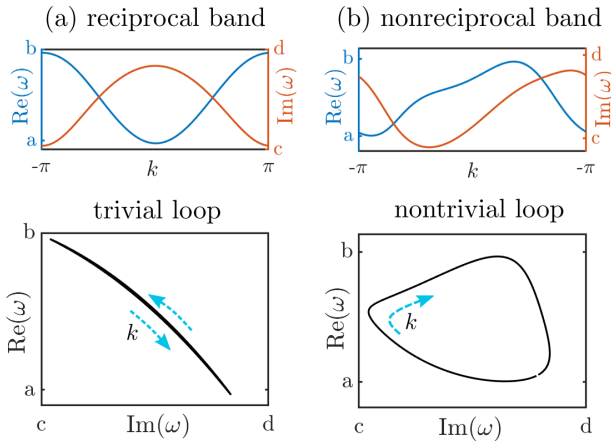 (a) reciprocal band
b
a
Re(ω)
d
c
Im(ω)
-π
k
π
(b) nonreciprocal band
b
a
Re(ω)
d
c
Im(ω)
-π
k
-π
trivial loop
b
a
Re(ω)
k
c
Im(ω)
d
nontrivial loop
b
a
Re(ω)
k
c
Im(ω)
d